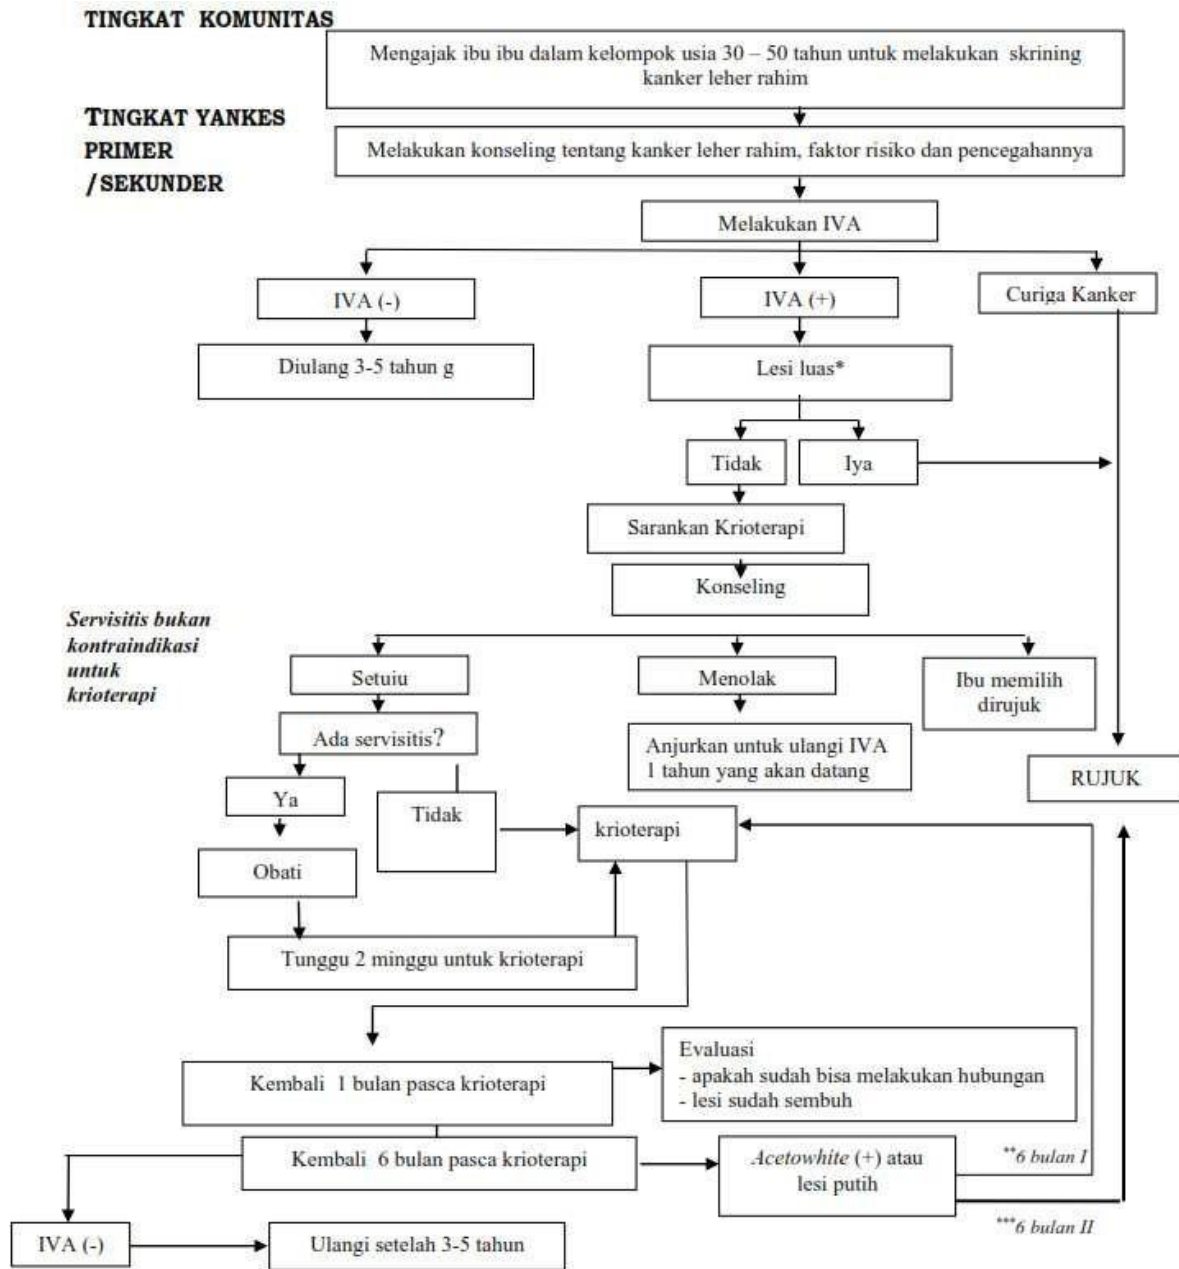 TINGKAT KOMUNITAS
Mengajak ibu ibu dalam kelompok usia 30 – 50 tahun untuk melakukan skrining
kanker leher rahim
TINGKAT YANKES
PRIMER
/SEKUNDER
Melakukan konseling tentang kanker leher rahim, faktor risiko dan pencegahannya
Melakukan IVA
IVA (-)
IVA (+)
Curiga Kanker
Diulang 3-5 tahun g
Lesi luas*
Tidak
Iya
Sarankan Krioterapi
Konseling
Servisitis bukan
kontraindikasi
untuk
krioterapi
Setuiu
Menolak
Ibu memilih
dirujuk
Ada servisitis?
Anjurkan untuk ulangi IVA
1 tahun yang akan datang
RUJUK
Ya
Tidak
krioterapi
Obati
Tunggu 2 minggu untuk krioterapi
Kembali 1 bulan pasca krioterapi
Evaluasi
- apakah sudah bisa melakukan hubungan
- lesi sudah sembuh
Kembali 6 bulan pasca krioterapi
Acetowhite (+) atau
lesi putih
**6 bulan I
***6 bulan II
IVA (-)
Ulangi setelah 3-5 tahun